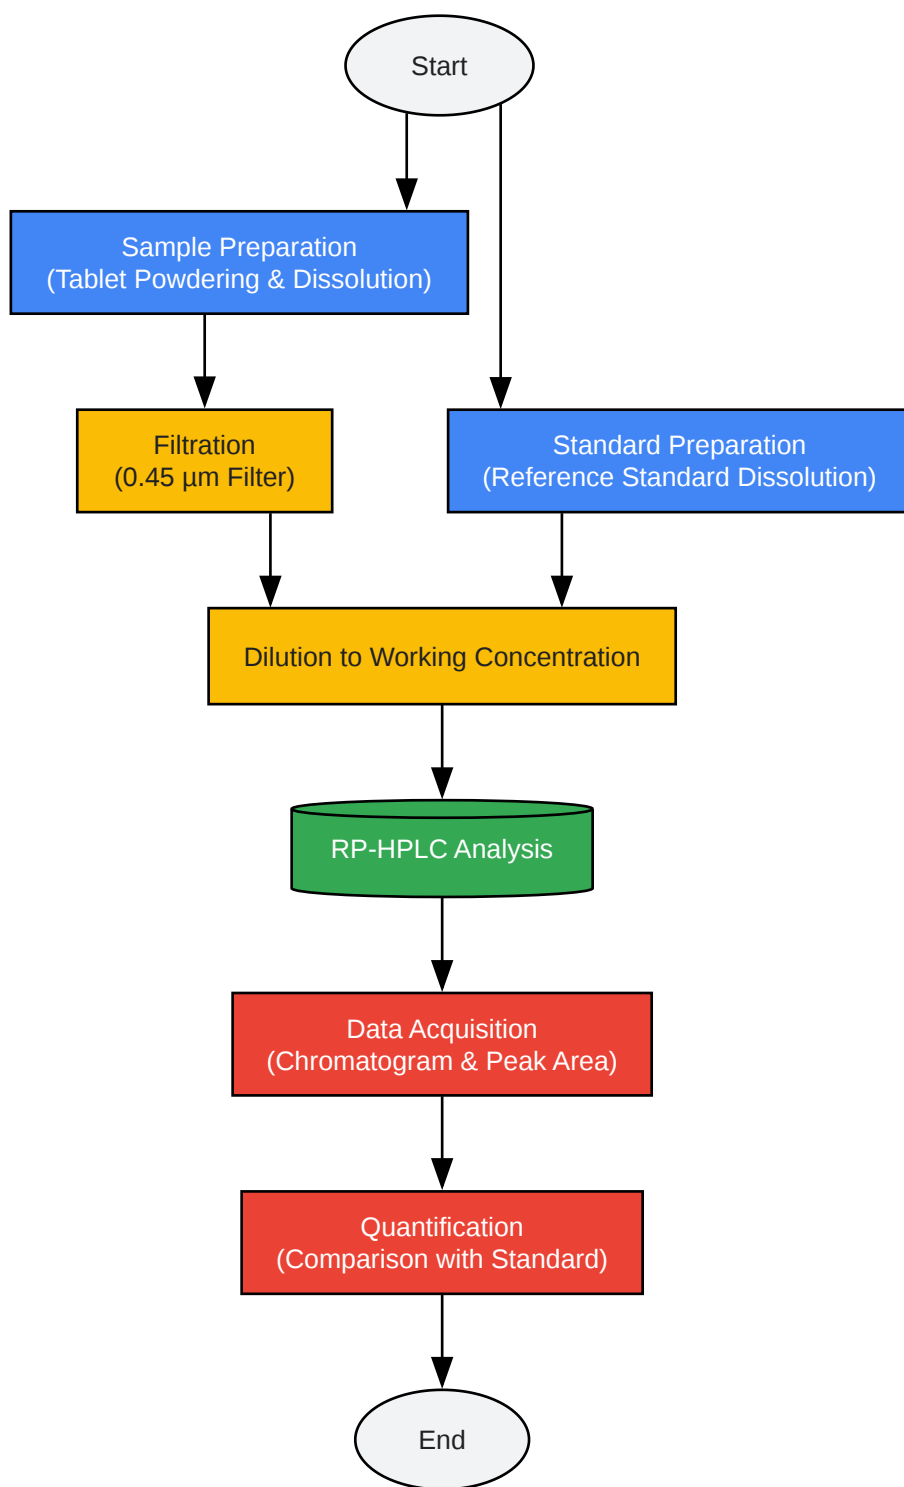 Start
Sample Preparation
(Tablet Powdering & Dissolution)
Filtration
(0.45 µm Filter)
Standard Preparation
(Reference Standard Dissolution)
Dilution to Working Concentration
RP-HPLC Analysis
Data Acquisition
(Chromatogram & Peak Area)
Quantification
(Comparison with Standard)
End